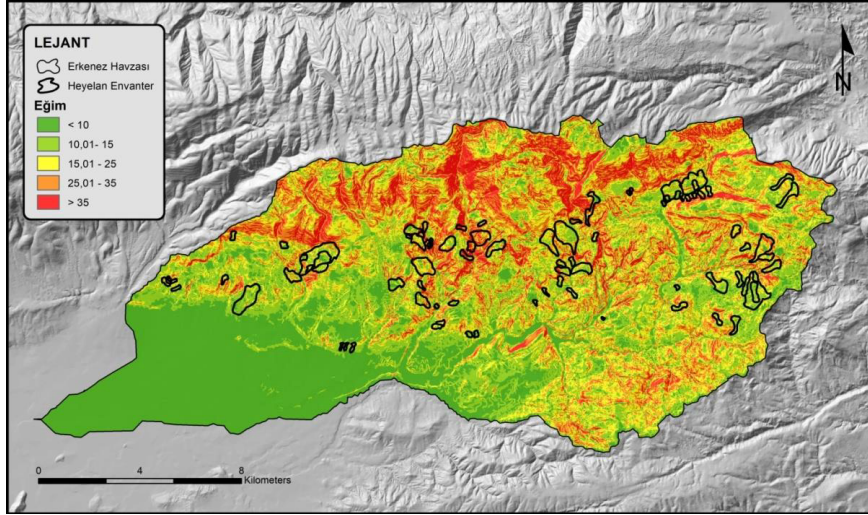 LEJANT
Erkenez Havzası
Heyelan Envanter
Eğim
< 10
10,01- 15
15,01 - 25
25,01 - 35
> 35
N
0 4 8
Kilometers